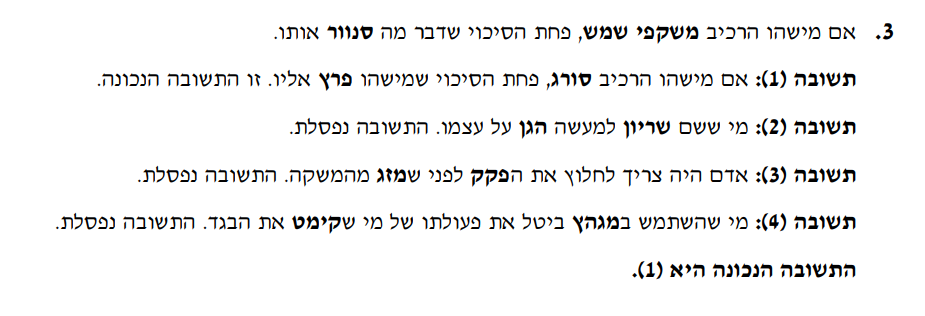 3. אם מישהו הרכיב משקפי שמש, פחת הסיכוי שדבר מה סנוור אותו.
תשובה (1): אם מישהו הרכיב סורג, פחת הסיכוי שמישהו פרץ אליו. זו התשובה הנכונה.
תשובה (2): מי ששם שריון למעשה הגן על עצמו. התשובה נפסלת.
תשובה (3): אדם היה צריך לחלוץ את הפקק לפני שמזג מהמשקה. התשובה נפסלת.
תשובה (4): מי שהשתמש במגהץ ביטל את פעולתו של מי שקימט את הבגד. התשובה נפסלת.
התשובה הנכונה היא (1).